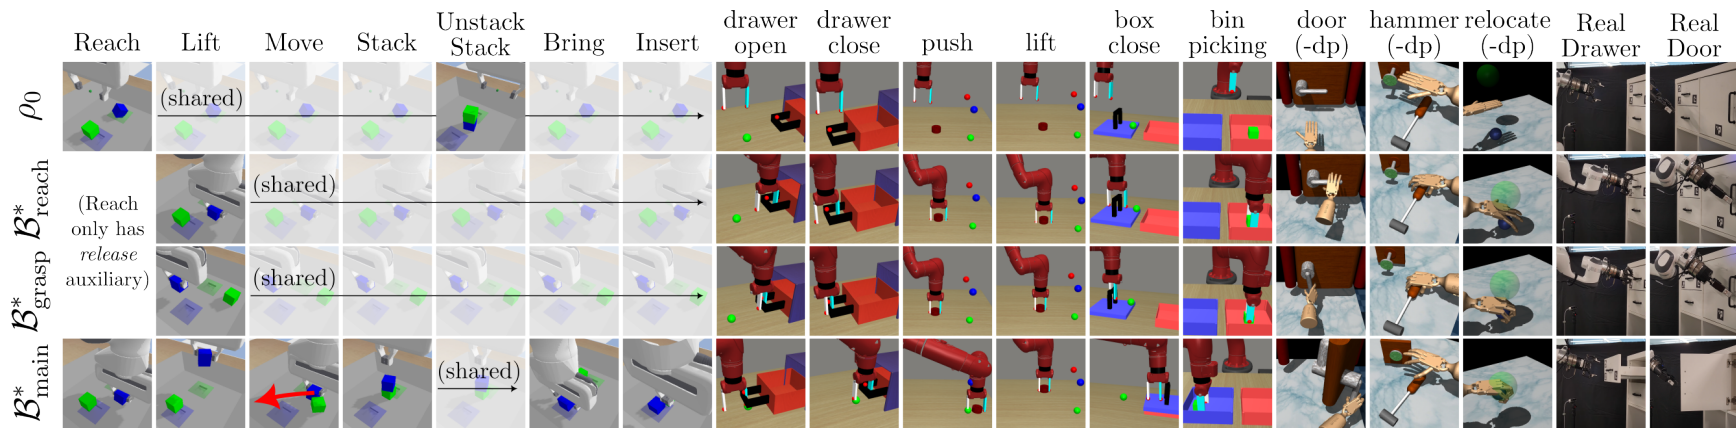 Reach
Lift
Move
Stack
Unstack
Stack
Bring
Insert
drawer
open
drawer
close
push
lift
box
close
bin
picking
door
(-dp)
hammer
(-dp)
relocate
(-dp)
Real
Drawer
Real
Door
ρ₀
(shared)
𝓑*reach
(Reach
only has
release
auxiliary)
(shared)
𝓑*grasp
(shared)
𝓑*main
(shared)